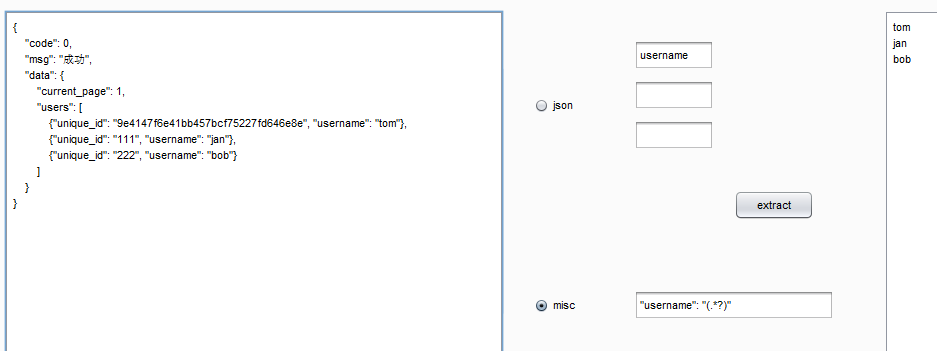 {
"code": 0,
"msg": "成功",
"data": {
"current_page": 1,
"users": [
{"unique_id": "9e4147f6e41bb457bcf75227fd646e8e", "username": "tom"},
{"unique_id": "111", "username": "jan"},
{"unique_id": "222", "username": "bob"}
]
}
}
username
json
extract
misc
"username": "(.*?)"
tom
jan
bob